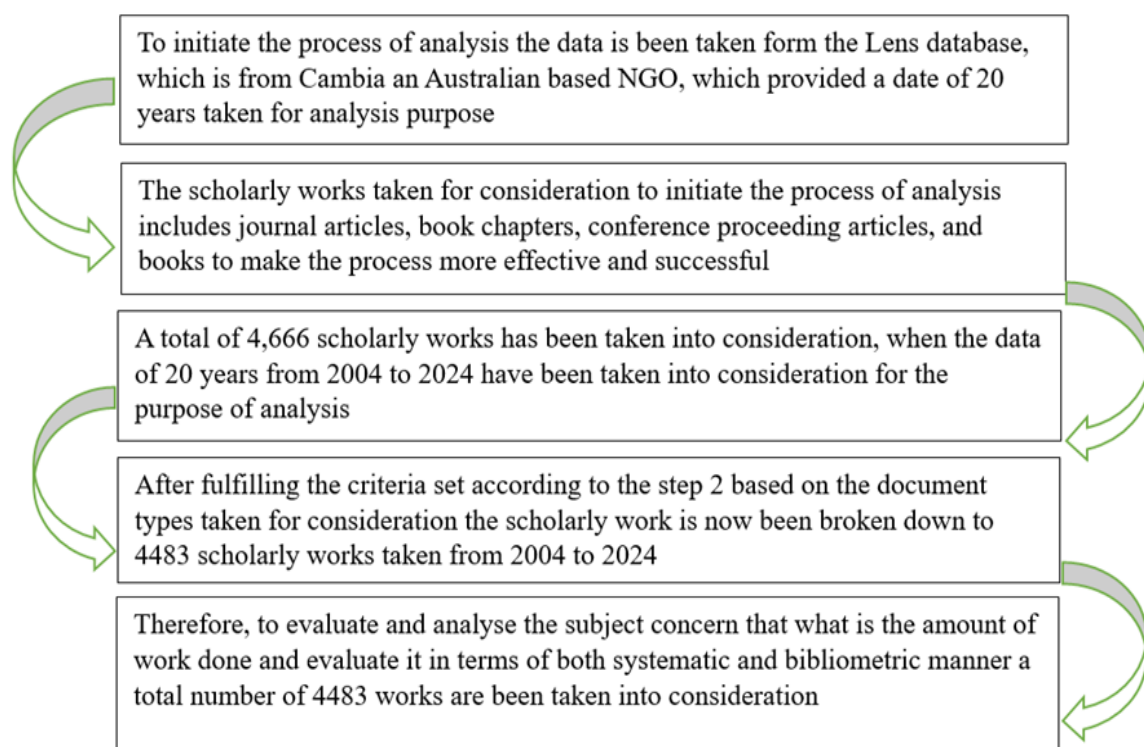 To initiate the process of analysis the data is been taken form the Lens database,
which is from Cambia an Australian based NGO, which provided a date of 20
years taken for analysis purpose
The scholarly works taken for consideration to initiate the process of analysis
includes journal articles, book chapters, conference proceeding articles, and
books to make the process more effective and successful
A total of 4,666 scholarly works has been taken into consideration, when the data
of 20 years from 2004 to 2024 have been taken into consideration for the
purpose of analysis
After fulfilling the criteria set according to the step 2 based on the document
types taken for consideration the scholarly work is now been broken down to
4483 scholarly works taken from 2004 to 2024
Therefore, to evaluate and analyse the subject concern that what is the amount of
work done and evaluate it in terms of both systematic and bibliometric manner a
total number of 4483 works are been taken into consideration